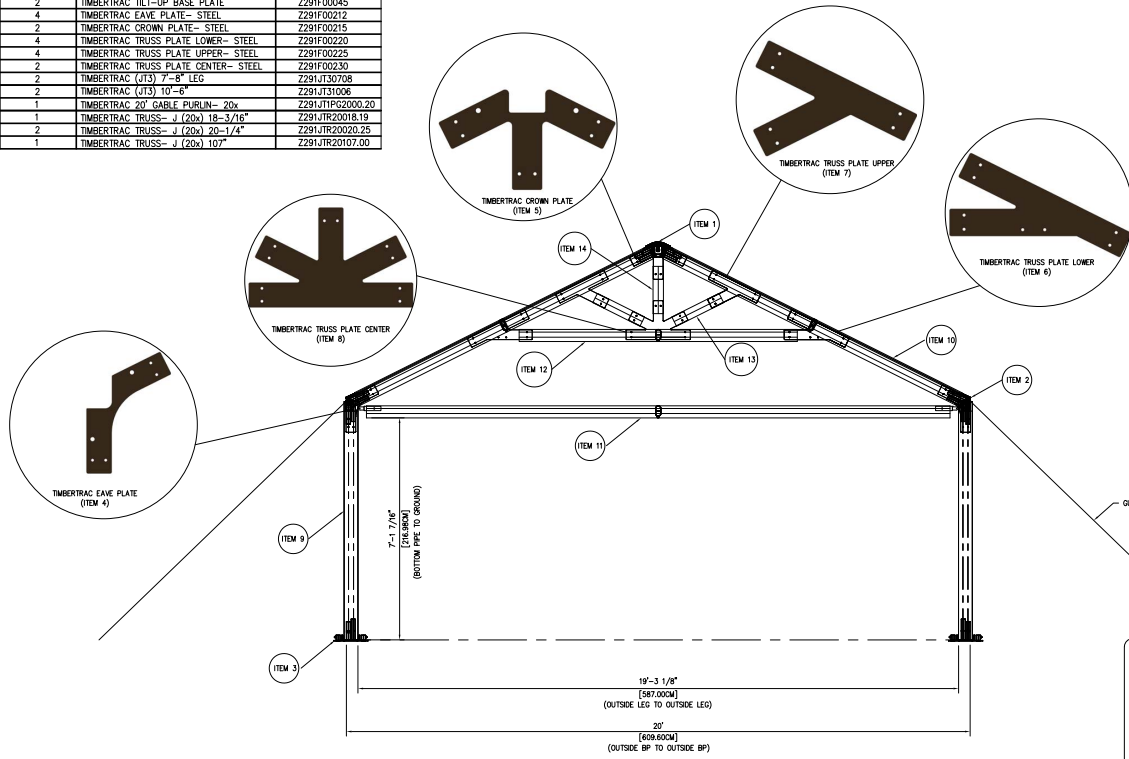 2 TIMBERTRAC TILT-UP BASE PLATE Z291F00045
4 TIMBERTRAC EAVE PLATE- STEEL Z291F00212
2 TIMBERTRAC CROWN PLATE- STEEL Z291F00215
4 TIMBERTRAC TRUSS PLATE LOWER- STEEL Z291F00220
4 TIMBERTRAC TRUSS PLATE UPPER- STEEL Z291F00225
2 TIMBERTRAC TRUSS PLATE CENTER- STEEL Z291F00230
2 TIMBERTRAC (JT3) 7'-8" LEG Z291JT30708
2 TIMBERTRAC (JT3) 10'-6" Z291JT31006
1 TIMBERTRAC 20' GABLE PURLIN- 20x Z291JT1PG2000.20
1 TIMBERTRAC TRUSS- J (20x) 18-3/16" Z291JTR20018.19
2 TIMBERTRAC TRUSS- J (20x) 20-1/4" Z291JTR20020.25
1 TIMBERTRAC TRUSS- J (20x) 107" Z291JTR20107.00
TIMBERTRAC CROWN PLATE
(ITEM 5)
TIMBERTRAC TRUSS PLATE UPPER
(ITEM 7)
TIMBERTRAC TRUSS PLATE LOWER
(ITEM 6)
TIMBERTRAC TRUSS PLATE CENTER
(ITEM 8)
TIMBERTRAC EAVE PLATE
(ITEM 4)
ITEM 1
ITEM 14
ITEM 10
ITEM 13
ITEM 12
ITEM 2
ITEM 11
ITEM 9
ITEM 3
7'-1 7/16"
[216.98CM]
(BOTTOM PIPE TO GROUND)
19'-3 1/8"
[587.00CM]
(OUTSIDE LEG TO OUTSIDE LEG)
20'
[609.60CM]
(OUTSIDE BP TO OUTSIDE BP)